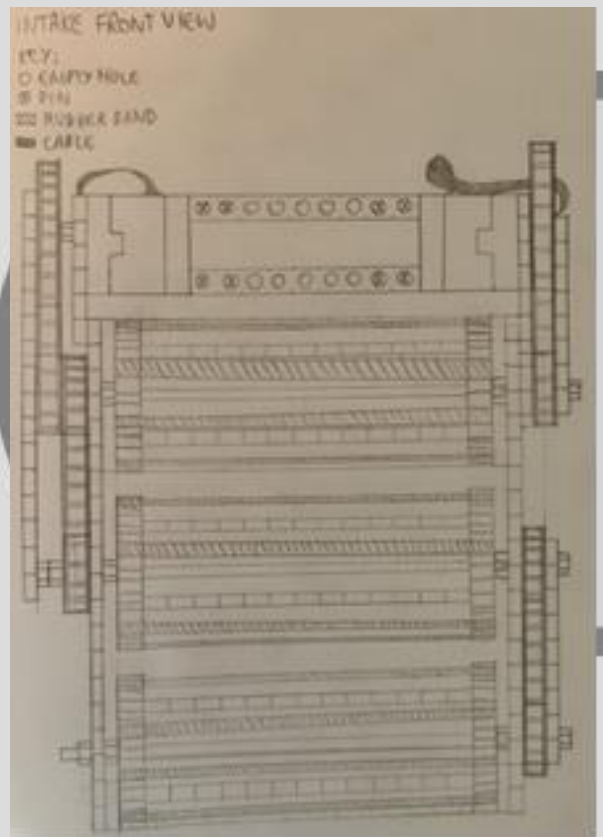 INTAKE FRONT VIEW
KEY:
EMPTY HOLE
PIN
RUBBER BAND
CABLE